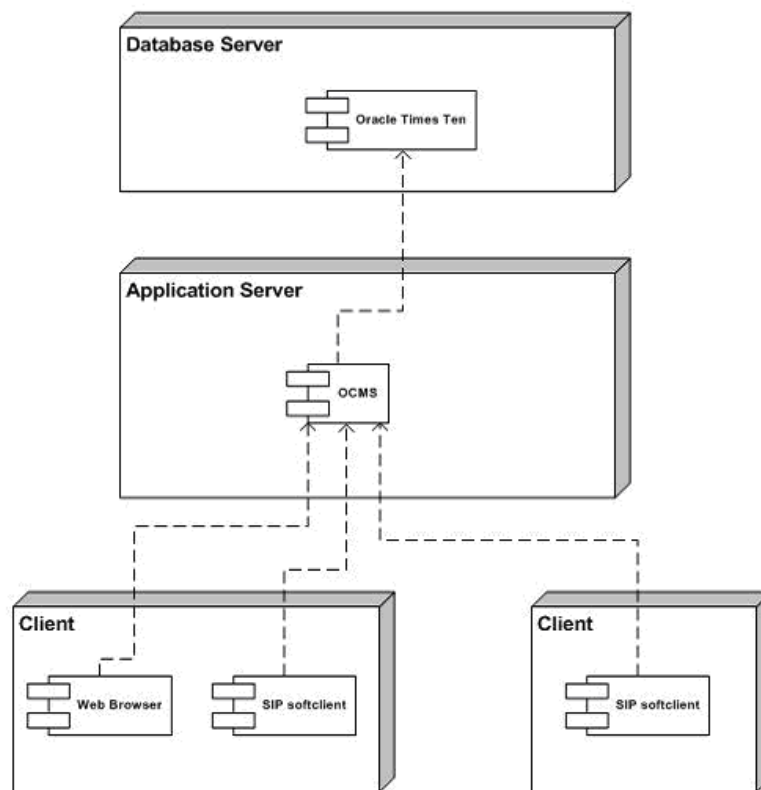 Database Server
Oracle Times Ten
Application Server
OCMS
Client
Web Browser
SIP softclient
Client
SIP softclient